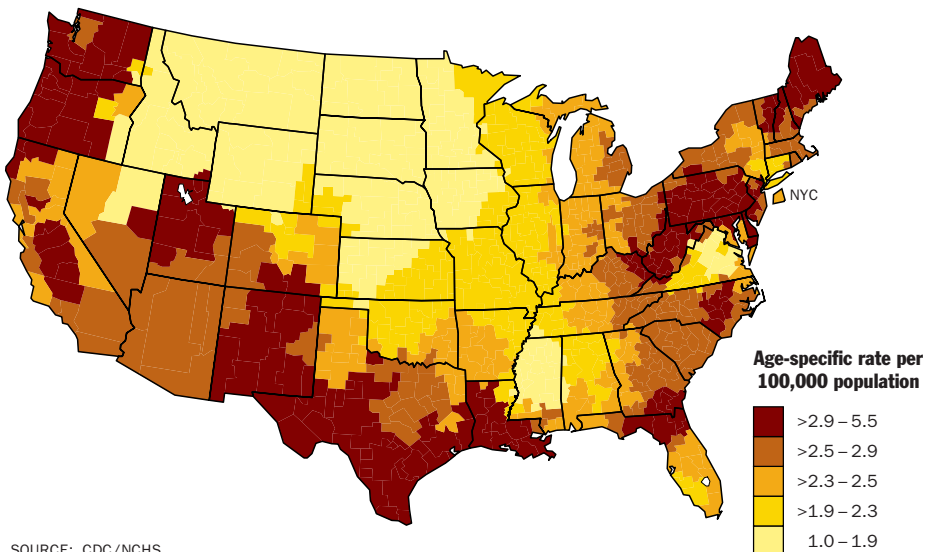 NYC
Age-specific rate per
100,000 population
>2.9 – 5.5
>2.5 – 2.9
>2.3 – 2.5
>1.9 – 2.3
1.0 – 1.9
SOURCE: CDC/NCHS